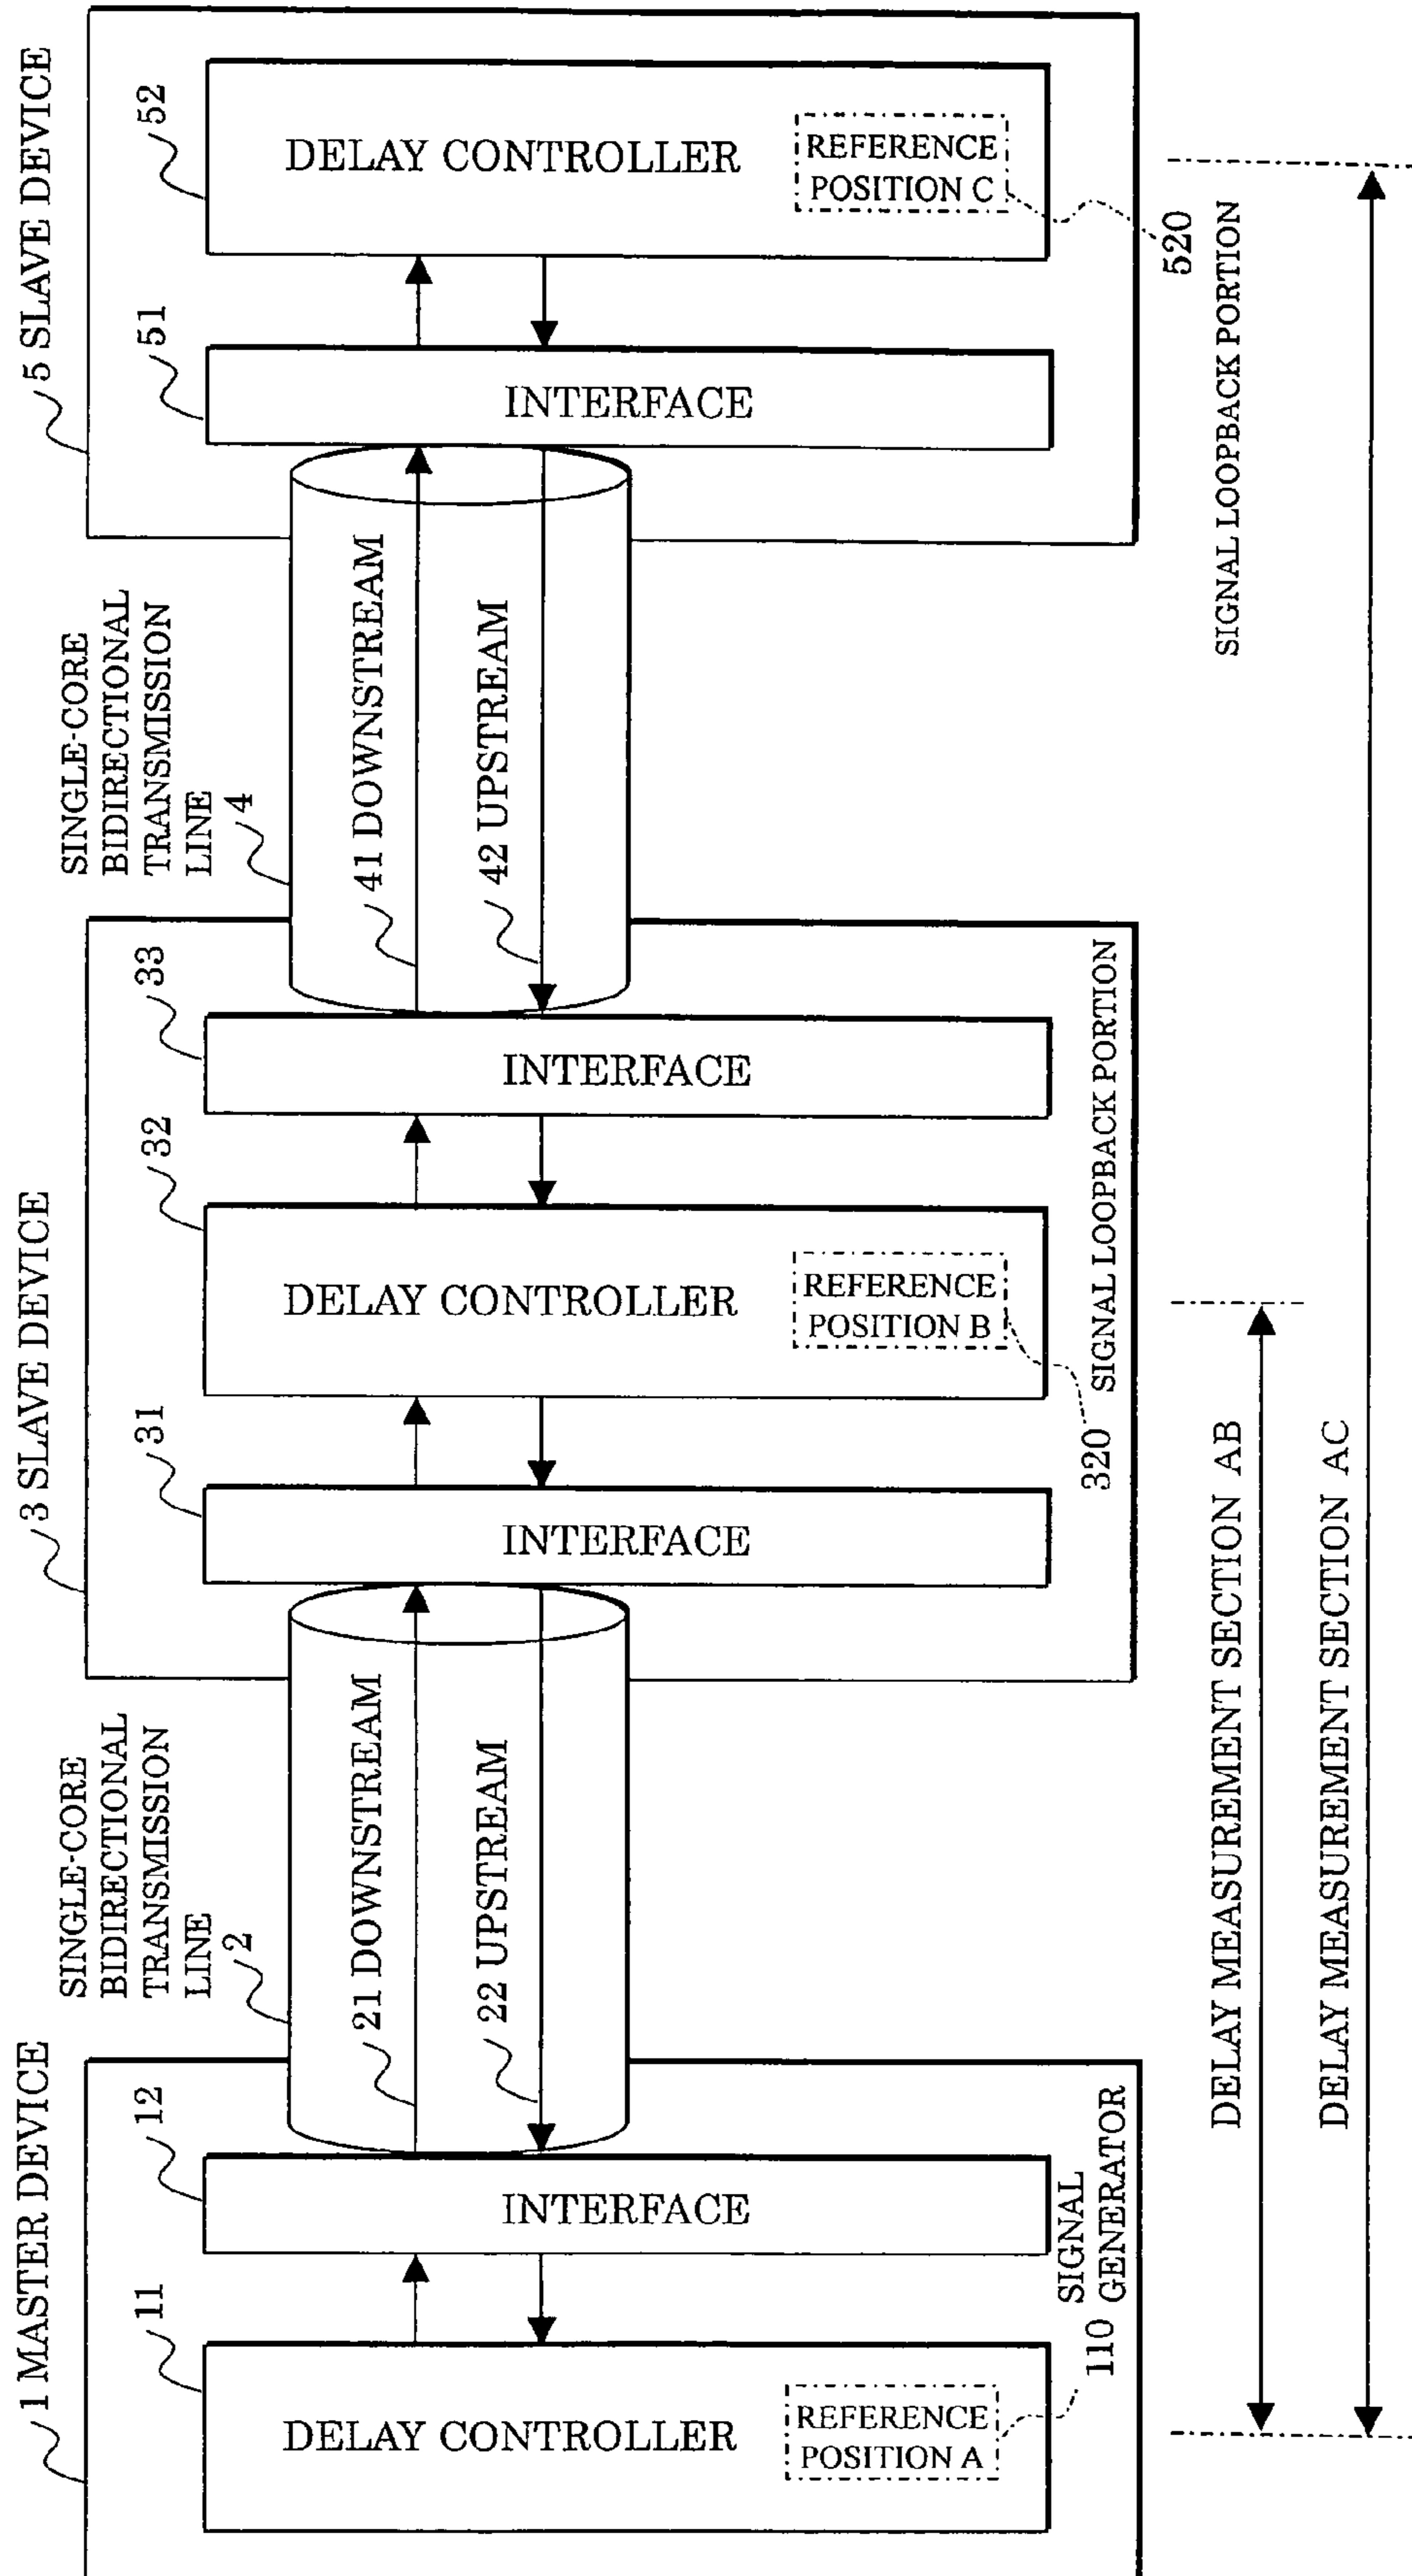 5 SLAVE DEVICE
52
DELAY CONTROLLER
REFERENCE
POSITION C
520
SIGNAL LOOPBACK PORTION
51
INTERFACE
SINGLE-CORE
BIDIRECTIONAL
TRANSMISSION
LINE
4
41 DOWNSTREAM
42 UPSTREAM
3 SLAVE DEVICE
33
INTERFACE
32
DELAY CONTROLLER
REFERENCE
POSITION B
320
SIGNAL LOOPBACK PORTION
31
INTERFACE
SINGLE-CORE
BIDIRECTIONAL
TRANSMISSION
LINE
2
21 DOWNSTREAM
22 UPSTREAM
1 MASTER DEVICE
12
INTERFACE
11
DELAY CONTROLLER
REFERENCE
POSITION A
110
SIGNAL
GENERATOR
DELAY MEASUREMENT SECTION AB
DELAY MEASUREMENT SECTION AC